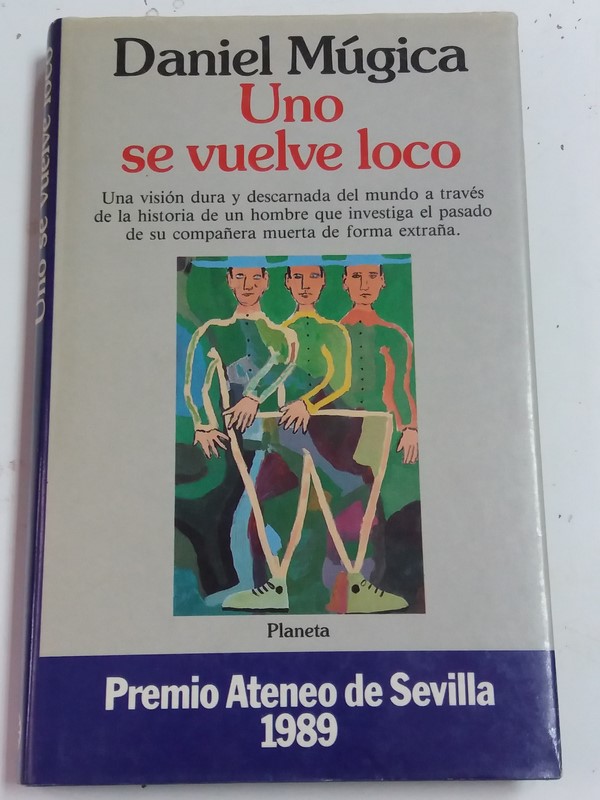 Daniel Múgica
Uno
se vuelve loco
Una visión dura y descarnada del mundo a través
de la historia de un hombre que investiga el pasado
de su compañera muerta de forma extraña.
Planeta
Premio Ateneo de Sevilla
1989
Uno se vuelve loco